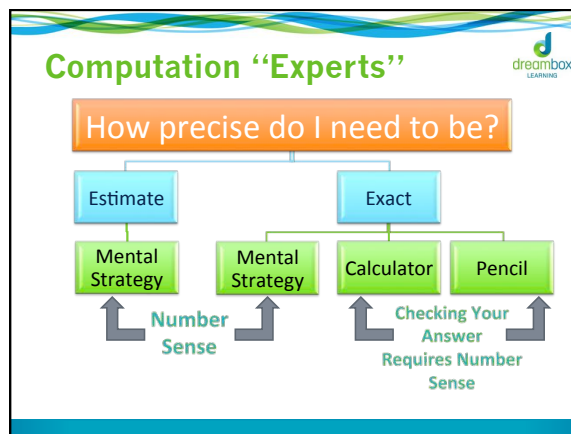 Computation “Experts”
dreambox
LEARNING
How precise do I need to be?
Estimate
Exact
Mental
Strategy
Mental
Strategy
Calculator
Pencil
Number
Sense
Checking Your
Answer
Requires Number
Sense